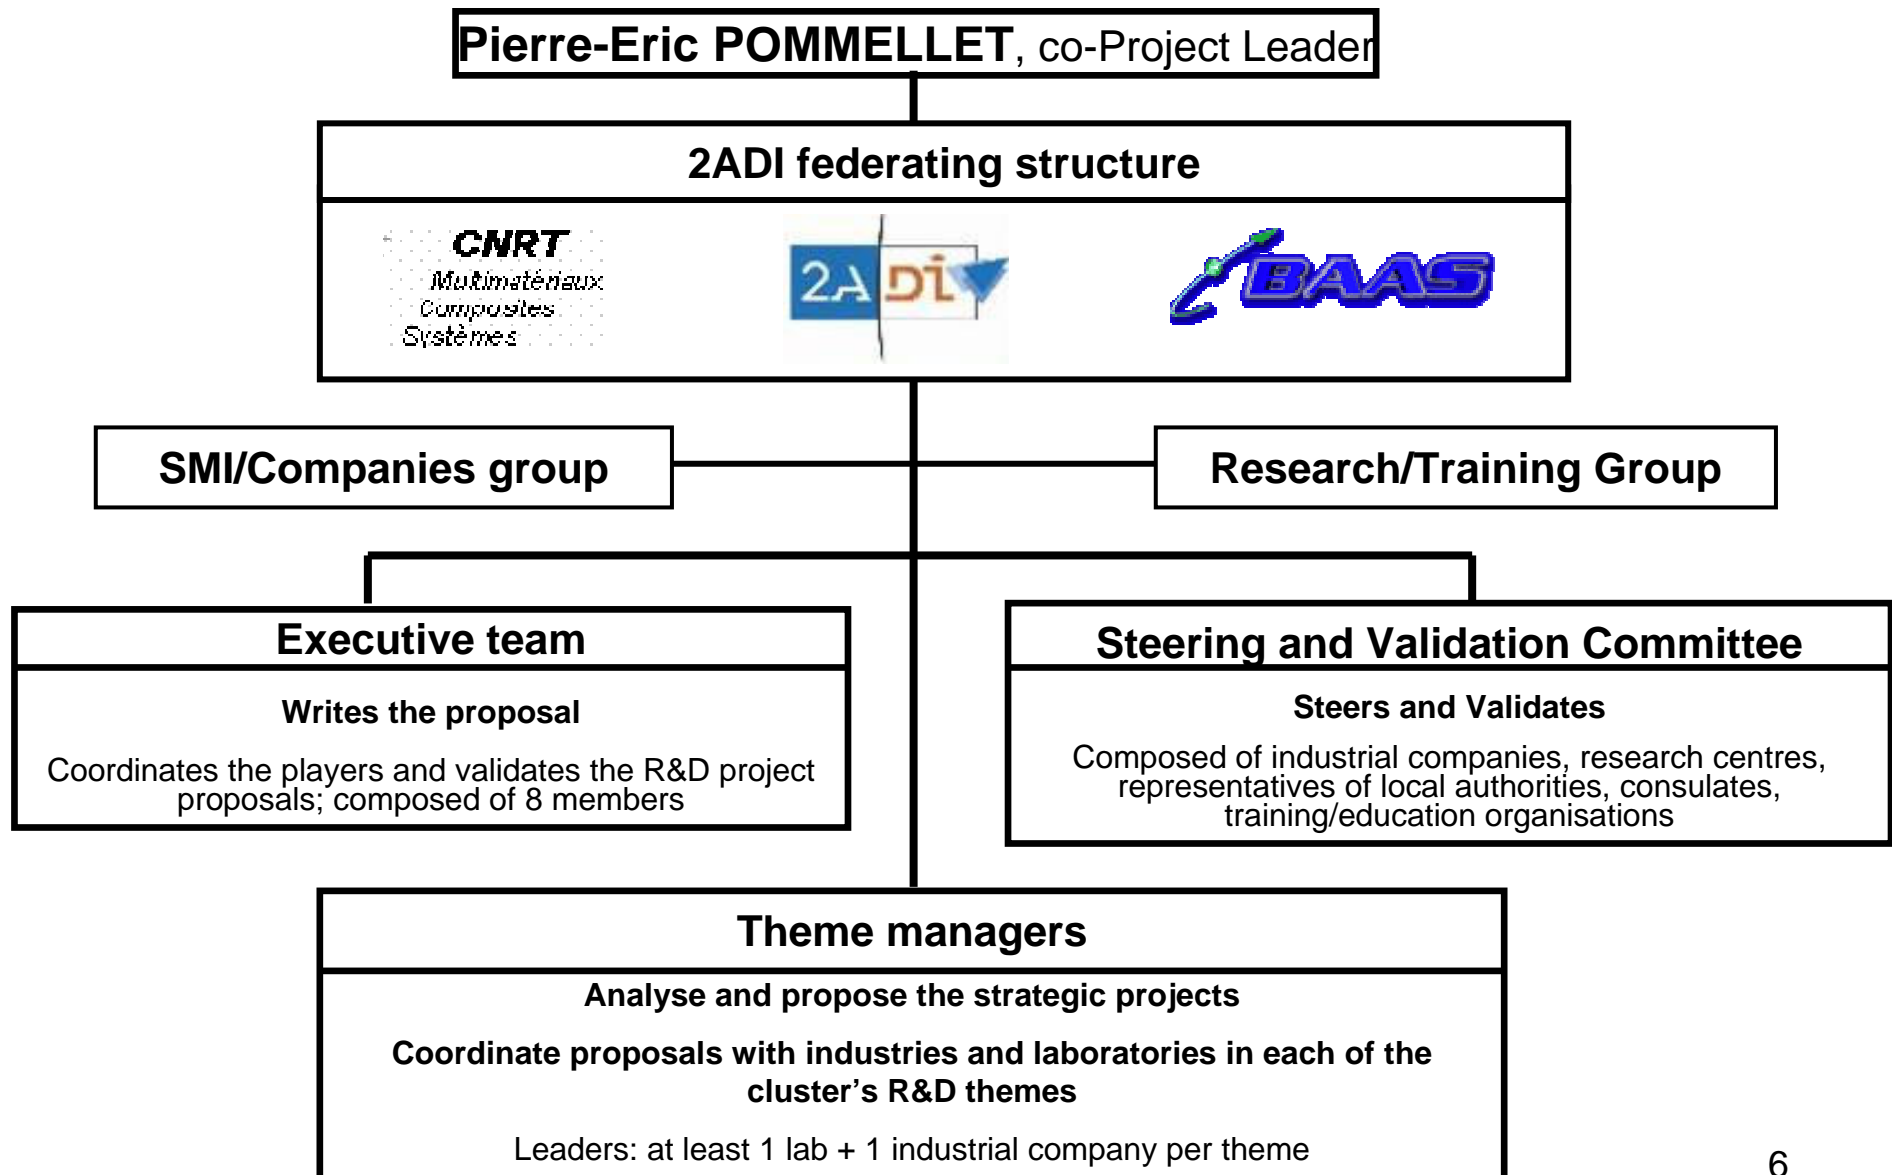 Pierre-Eric POMMELLET, co-Project Leader
2ADI federating structure
CNRT
Multimatériaux
Composites
Systèmes
2ADi
BAAS
SMI/Companies group
Research/Training Group
Executive team
Writes the proposal
Coordinates the players and validates the R&D project
proposals; composed of 8 members
Steering and Validation Committee
Steers and Validates
Composed of industrial companies, research centres,
representatives of local authorities, consulates,
training/education organisations
Theme managers
Analyse and propose the strategic projects
Coordinate proposals with industries and laboratories in each of the
cluster’s R&D themes
Leaders: at least 1 lab + 1 industrial company per theme
6